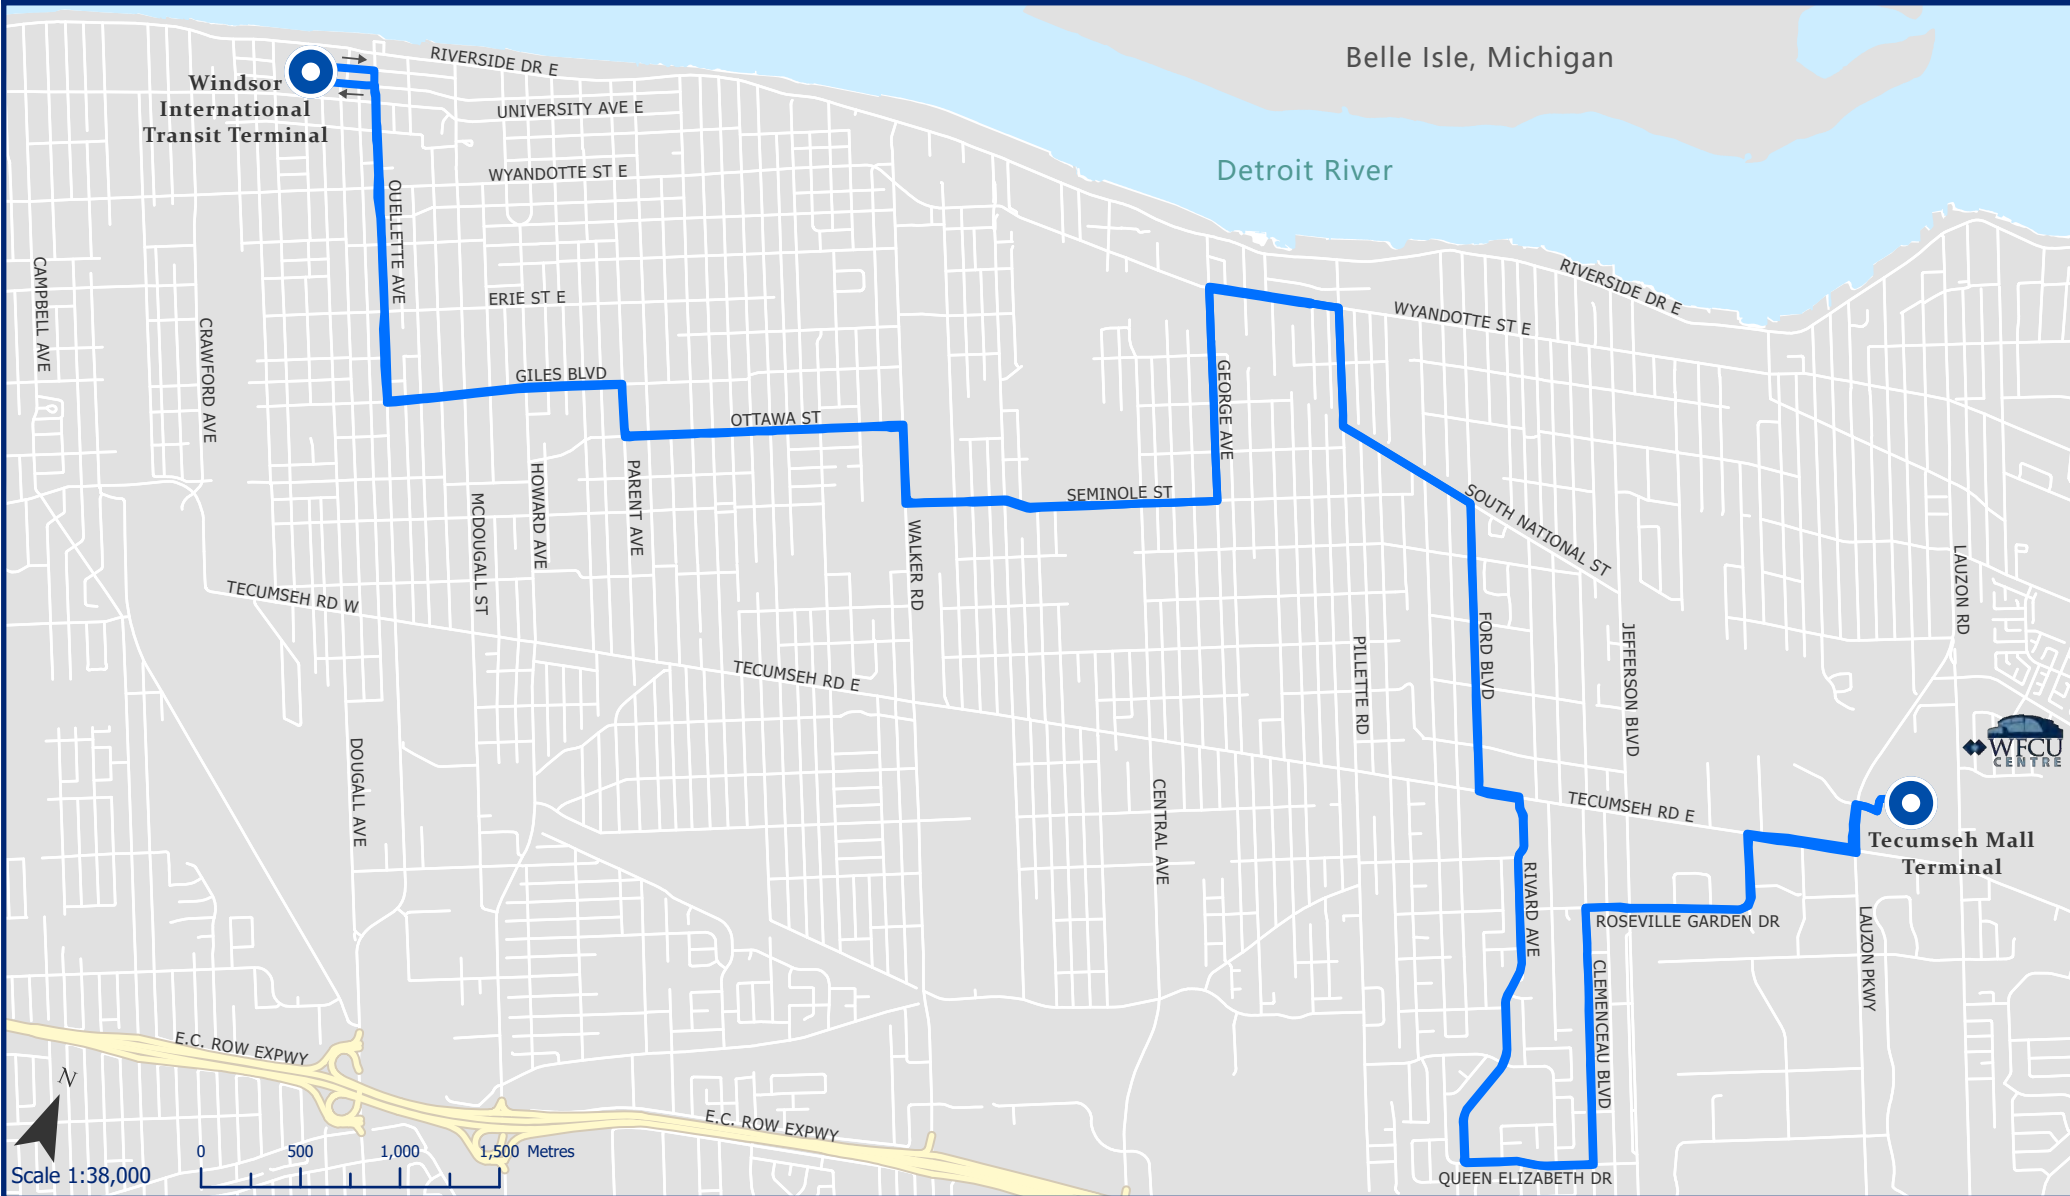 RIVERSIDE DR E
Belle Isle, Michigan
Windsor
International
Transit Terminal
UNIVERSITY AVE E
WYANDOTTE ST E
Detroit River
OUELLETTE AVE
CAMPBELL AVE
CRAWFORD AVE
ERIE ST E
RIVERSIDE DR E
WYANDOTTE ST E
GILES BLVD
GEORGE AVE
OTTAWA ST
HOWARD AVE
PARENT AVE
MCDOUGALL ST
SEMINOLE ST
SOUTH NATIONAL ST
WALKER RD
LAUZON RD
TECUMSEH RD W
TECUMSEH RD E
FORD BLVD
PILLETTE RD
JEFFERSON BLVD
WFCU
CENTRE
DOUGALL AVE
CENTRAL AVE
TECUMSEH RD E
Tecumseh Mall
Terminal
RIVARD AVE
ROSEVILLE GARDEN DR
LAUZON PKWY
CLEMENCEAU BLVD
E.C. ROW EXPWY
E.C. ROW EXPWY
QUEEN ELIZABETH DR
N
0 500 1,000 1,500 Metres
Scale 1:38,000